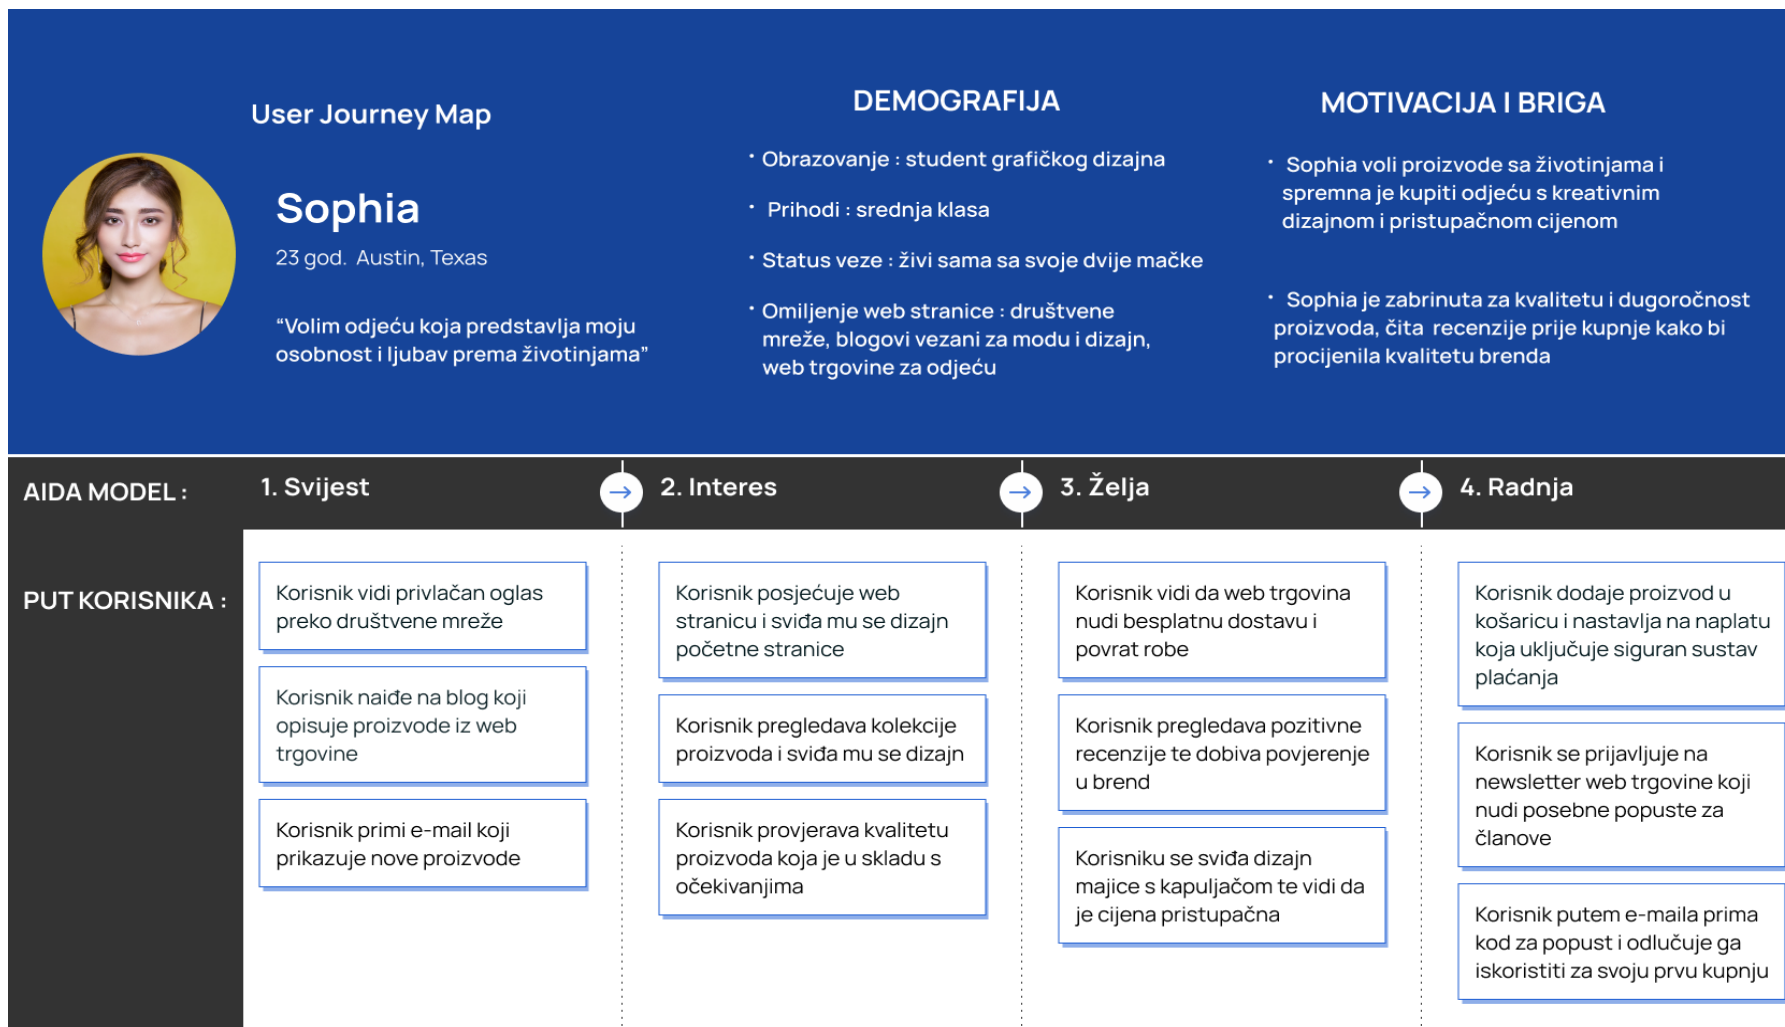 User Journey Map
Sophia
23 god. Austin, Texas
“Volim odjeću koja predstavlja moju
osobnost i ljubav prema životinjama”
DEMOGRAFIJA
· Obrazovanje : student grafičkog dizajna
· Prihodi : srednja klasa
· Status veze : živi sama sa svoje dvije mačke
· Omiljenje web stranice : društvene
mreže, blogovi vezani za modu i dizajn,
web trgovine za odjeću
MOTIVACIJA I BRIGA
· Sophia voli proizvode sa životinjama i
spremna je kupiti odjeću s kreativnim
dizajnom i pristupačnom cijenom
· Sophia je zabrinuta za kvalitetu i dugoročnost
proizvoda, čita recenzije prije kupnje kako bi
procijenila kvalitetu brenda
AIDA MODEL :
1. Svijest
2. Interes
3. Želja
4. Radnja
PUT KORISNIKA :
Korisnik vidi privlačan oglas
preko društvene mreže
Korisnik naiđe na blog koji
opisuje proizvode iz web
trgovine
Korisnik primi e-mail koji
prikazuje nove proizvode
Korisnik posjećuje web
stranicu i sviđa mu se dizajn
početne stranice
Korisnik pregledava kolekcije
proizvoda i sviđa mu se dizajn
Korisnik provjerava kvalitetu
proizvoda koja je u skladu s
očekivanjima
Korisnik vidi da web trgovina
nudi besplatnu dostavu i
povrat robe
Korisnik pregledava pozitivne
recenzije te dobiva povjerenje
u brend
Korisniku se sviđa dizajn
majice s kapuljačom te vidi da
je cijena pristupačna
Korisnik dodaje proizvod u
košaricu i nastavlja na naplatu
koja uključuje siguran sustav
plaćanja
Korisnik se prijavljuje na
newsletter web trgovine koji
nudi posebne popuste za
članove
Korisnik putem e-maila prima
kod za popust i odlučuje ga
iskoristiti za svoju prvu kupnju